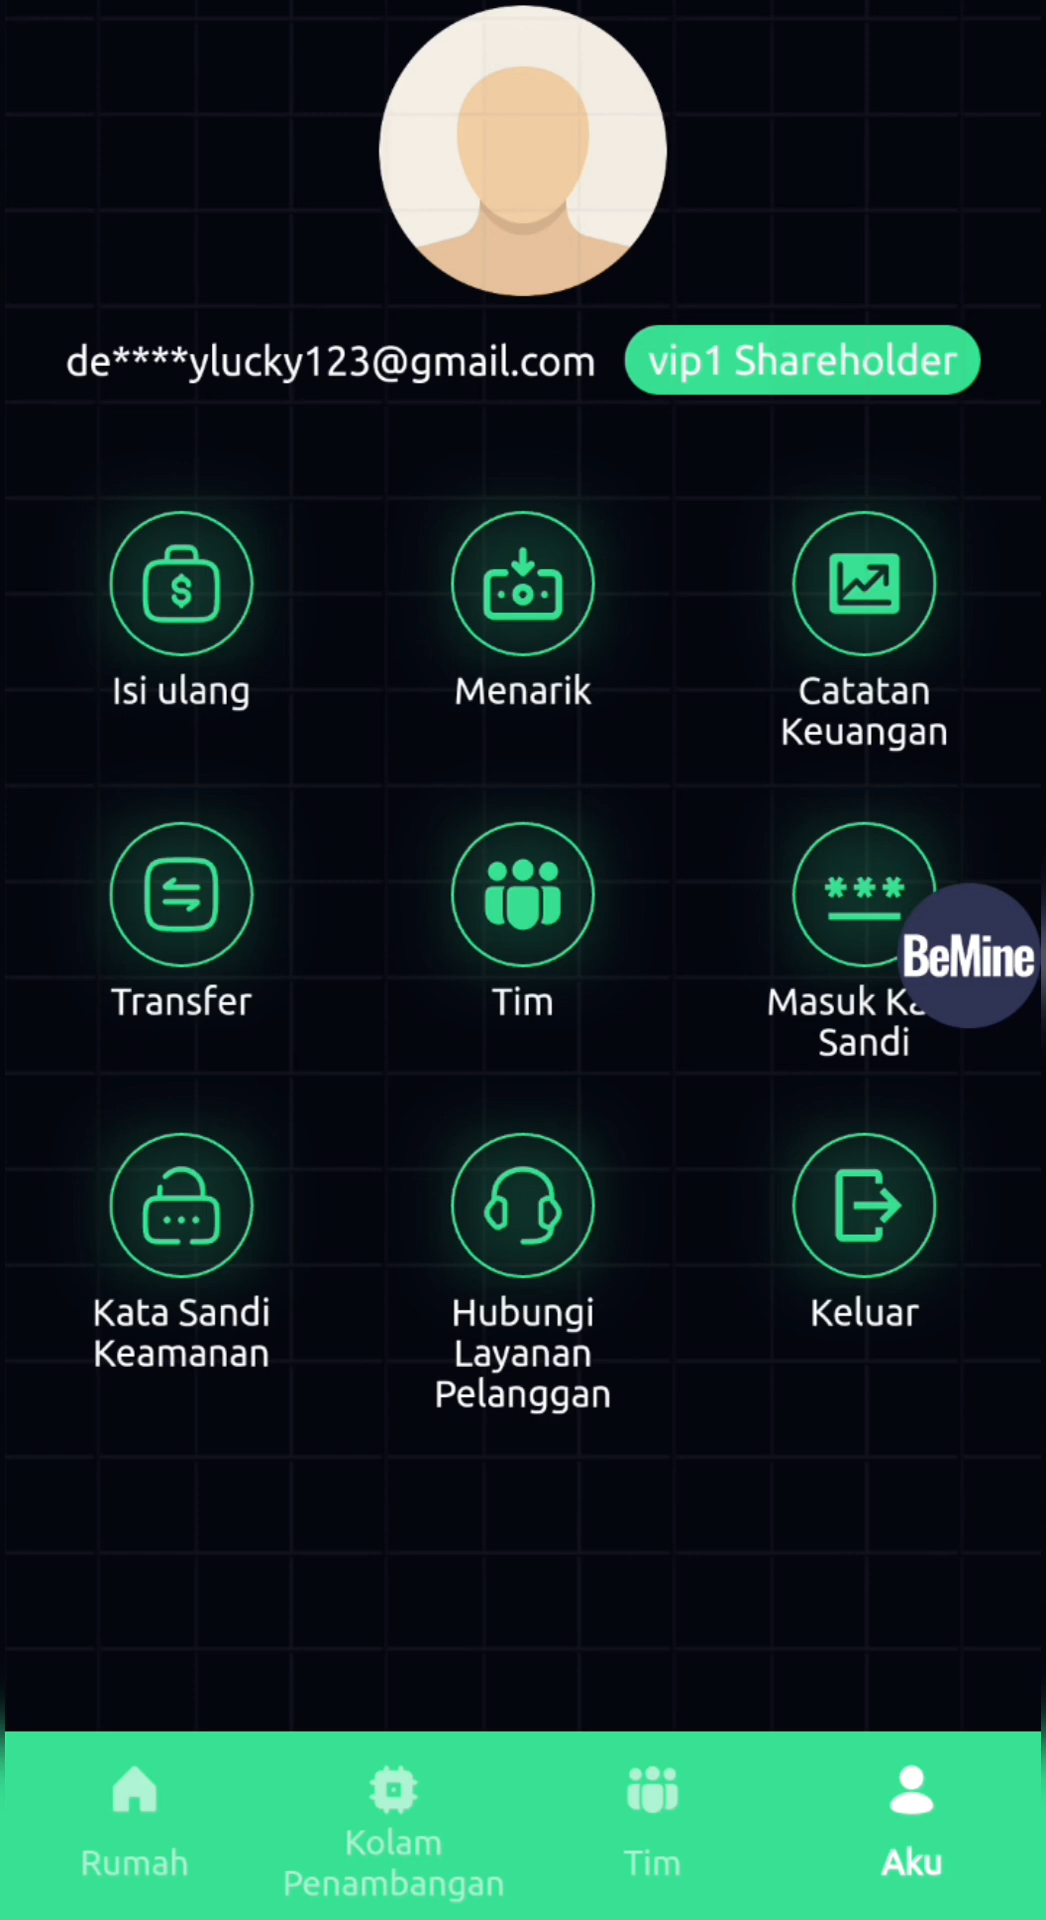 de****ylucky123@gmail.com vip1 Shareholder
Isi ulang
Menarik
Catatan
Keuangan
Transfer
Tim
Masuk
Sandi
BeMine
Kata Sandi
Keamanan
Hubungi
Layanan
Pelanggan
Keluar
Rumah
Kolam
Penambangan
Tim
Aku